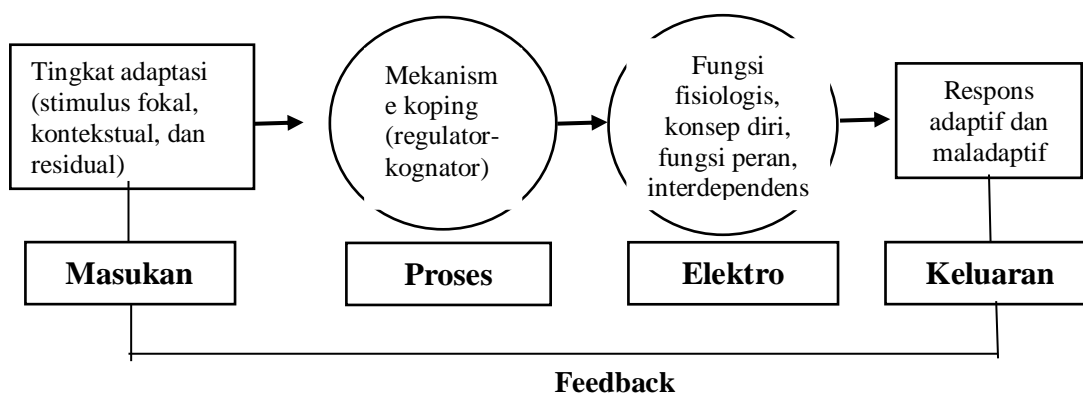 Tingkat adaptasi
(stimulus fokal,
kontekstual, dan
residual)
Mekanism
e koping
(regulator-
kognator)
Fungsi
fisiologis,
konsep diri,
fungsi peran,
interdependens
Respons
adaptif dan
maladaptif
Masukan
Proses
Elektro
Keluaran
Feedback